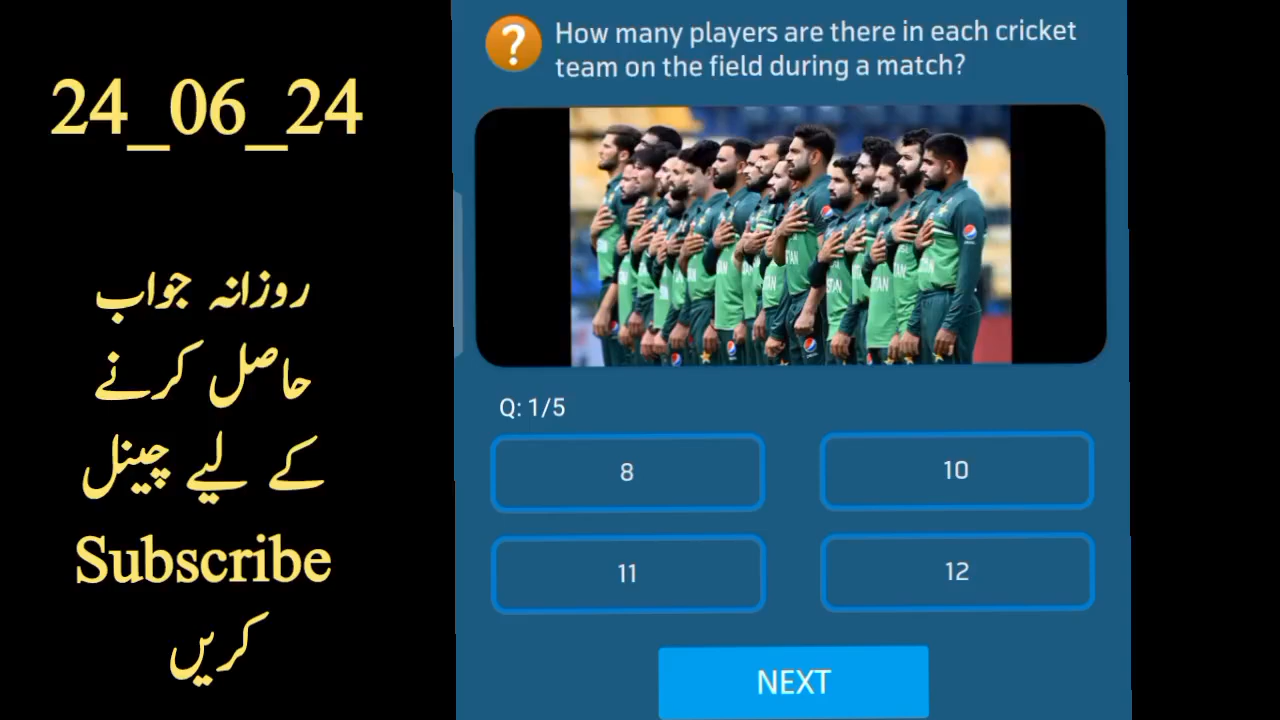 24_06_24
روزانہ جواب
حاصل کرنے
کے لیے چینل
Subscribe
کریں
How many players are there in each cricket
team on the field during a match?
Q: 1/5
8
10
11
12
NEXT